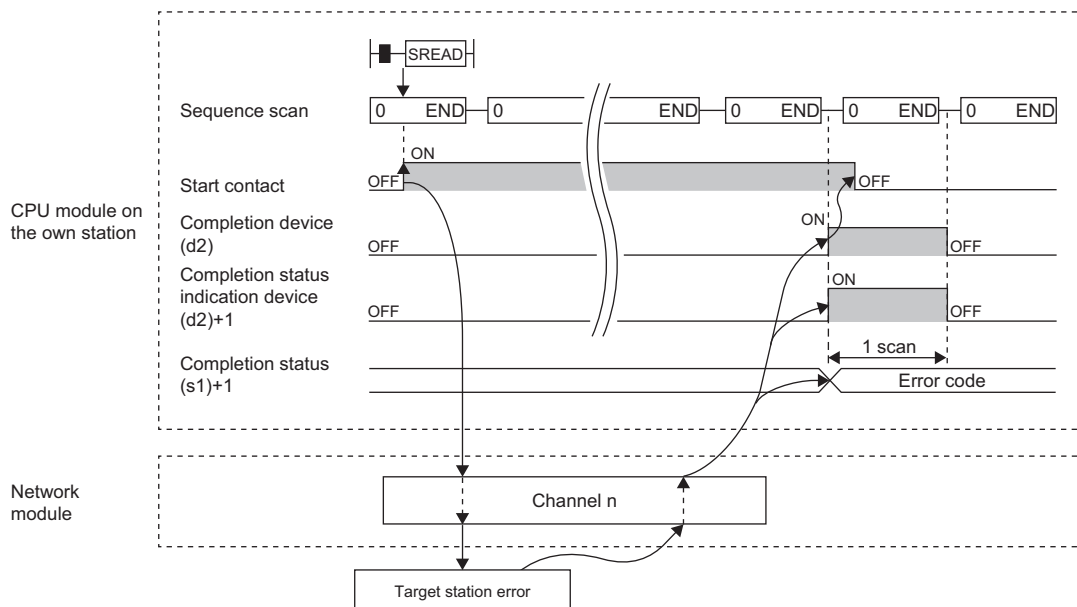 SREAD
Sequence scan
0 END 0 END 0 END 0 END 0 END
ON
Start contact
OFF
OFF
CPU module on
the own station
Completion device
(d2)
ON
OFF
OFF
Completion status
indication device
(d2)+1
ON
OFF
OFF
1 scan
Completion status
(s1)+1
Error code
Network
module
Channel n
Target station error